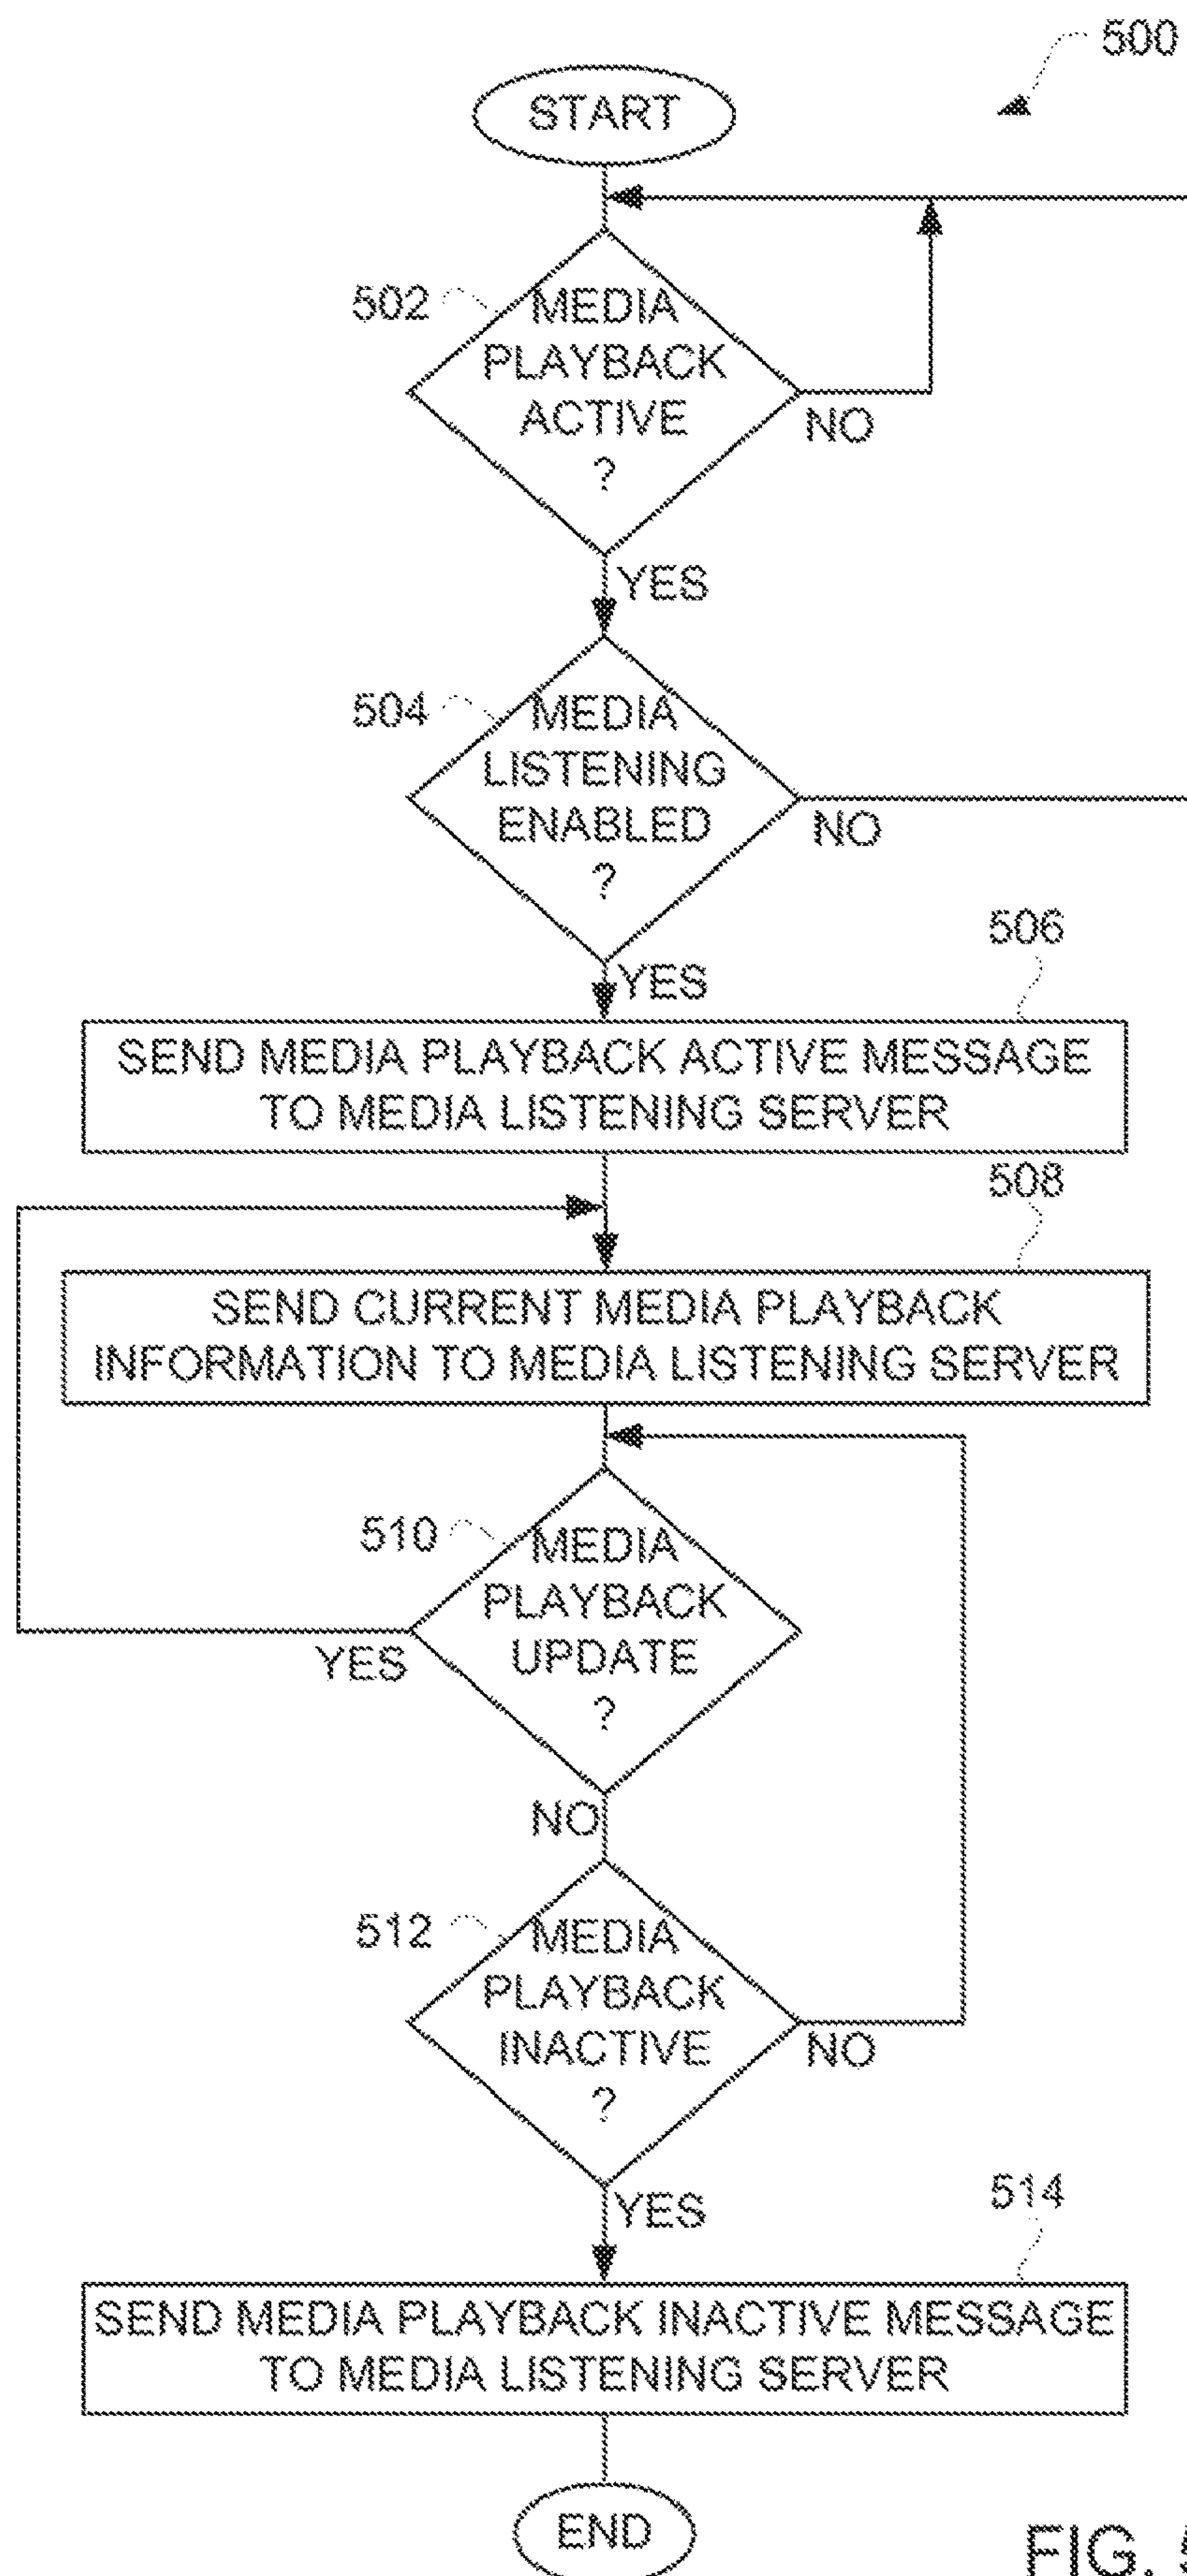 500
START
502
MEDIA
PLAYBACK
ACTIVE
?
NO
YES
504
MEDIA
LISTENING
ENABLED
?
NO
YES
506
SEND MEDIA PLAYBACK ACTIVE MESSAGE
TO MEDIA LISTENING SERVER
508
SEND CURRENT MEDIA PLAYBACK
INFORMATION TO MEDIA LISTENING SERVER
510
MEDIA
PLAYBACK
UPDATE
?
YES
NO
512
MEDIA
PLAYBACK
INACTIVE
?
NO
YES
514
SEND MEDIA PLAYBACK INACTIVE MESSAGE
TO MEDIA LISTENING SERVER
END
FIG. 5